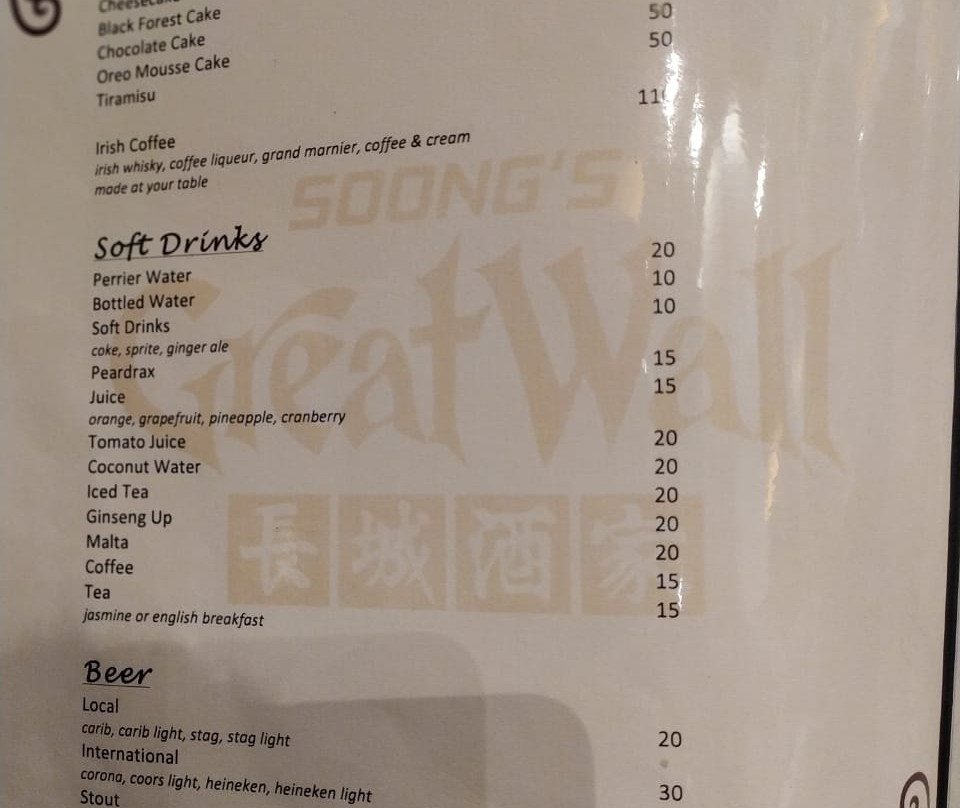 Cheesecake
Black Forest Cake
Chocolate Cake
Oreo Mousse Cake 50
Tiramisu 50
Irish Coffee 110
irish whisky, coffee liqueur, grand marnier, coffee & cream
made at your table
SOONG'S
Great Wall
長城酒家
Soft Drinks
Perrier Water 20
Bottled Water 10
Soft Drinks 10
coke, sprite, ginger ale
Peardrax 15
Juice 15
orange, grapefruit, pineapple, cranberry
Tomato Juice 20
Coconut Water 20
Iced Tea 20
Ginseng Up 20
Malta 20
Coffee 15
Tea 15
jasmine or english breakfast
Beer
Local
carib, carib light, stag, stag light 20
International
corona, coors light, heineken, heineken light 30
Stout